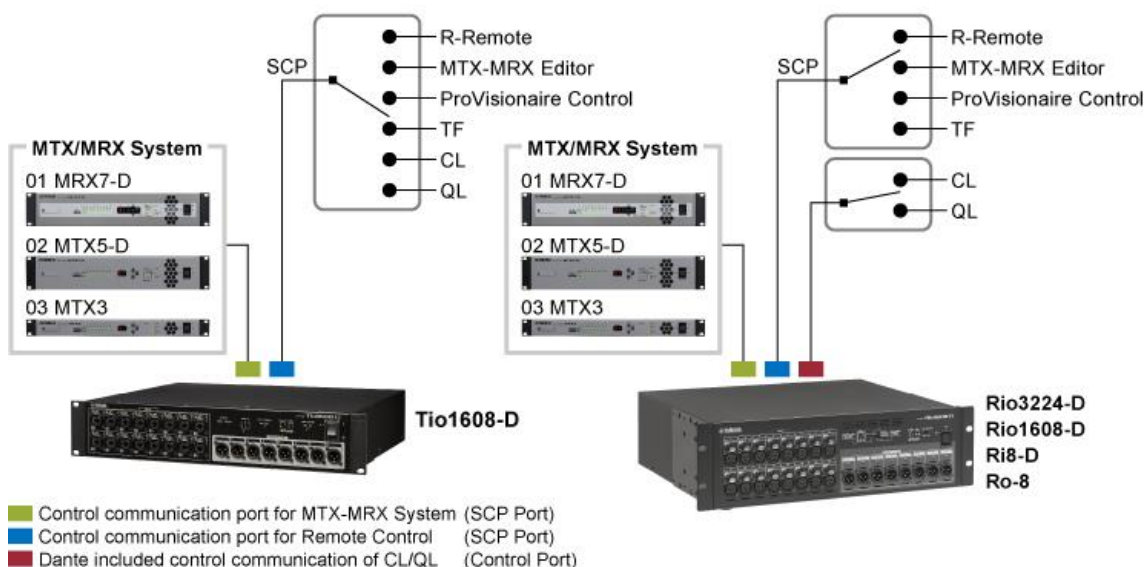 R-Remote
SCP
MTX-MRX Editor
ProVisionaire Control
TF
CL
QL
MTX/MRX System
01 MRX7-D
02 MTX5-D
03 MTX3
Tio1608-D
R-Remote
SCP
MTX-MRX Editor
ProVisionaire Control
TF
CL
QL
MTX/MRX System
01 MRX7-D
02 MTX5-D
03 MTX3
Rio3224-D
Rio1608-D
Ri8-D
Ro-8
Control communication port for MTX-MRX System (SCP Port)
Control communication port for Remote Control (SCP Port)
Dante included control communication of CL/QL (Control Port)